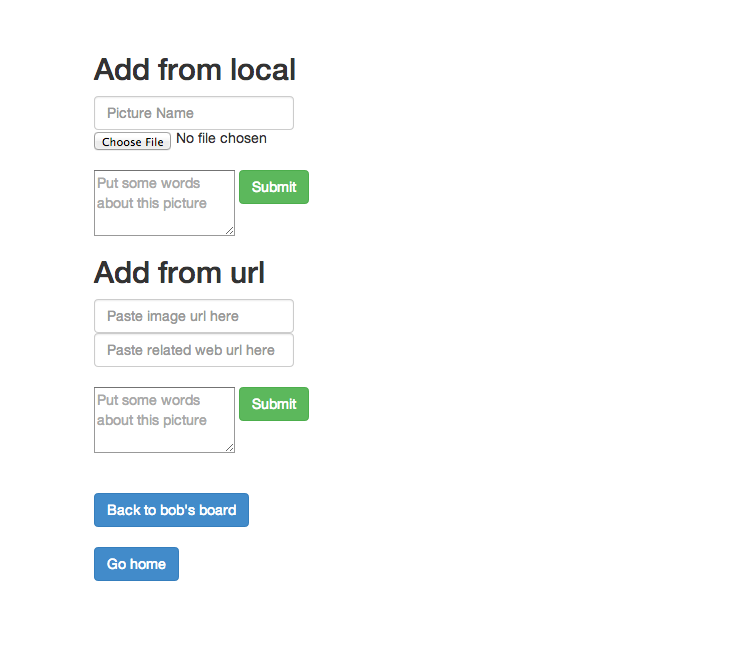 Add from local
Picture Name
Choose File No file chosen
Put some words
about this picture
Submit
Add from url
Paste image url here
Paste related web url here
Put some words
about this picture
Submit
Back to bob's board
Go home